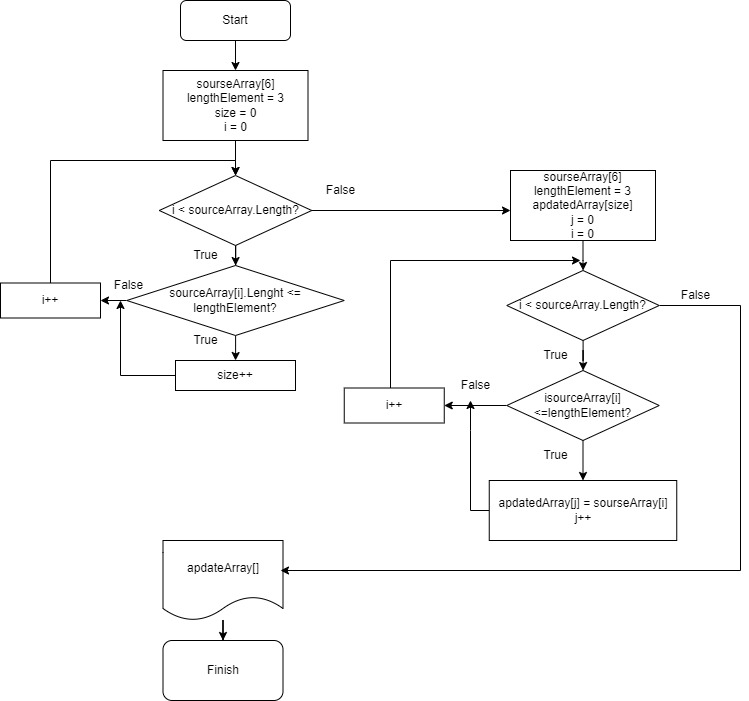 Start
sourseArray[6]
lengthElement = 3
size = 0
i = 0
i < sourceArray.Length?
False
True
sourceArray[i].Lenght <=
lengthElement?
False
i++
True
size++
sourseArray[6]
lengthElement = 3
apdatedArray[size]
j = 0
i = 0
i < sourceArray.Length?
False
True
isourceArray[i]
<=lengthElement?
False
i++
True
apdatedArray[j] = sourseArray[i]
j++
apdateArray[]
Finish